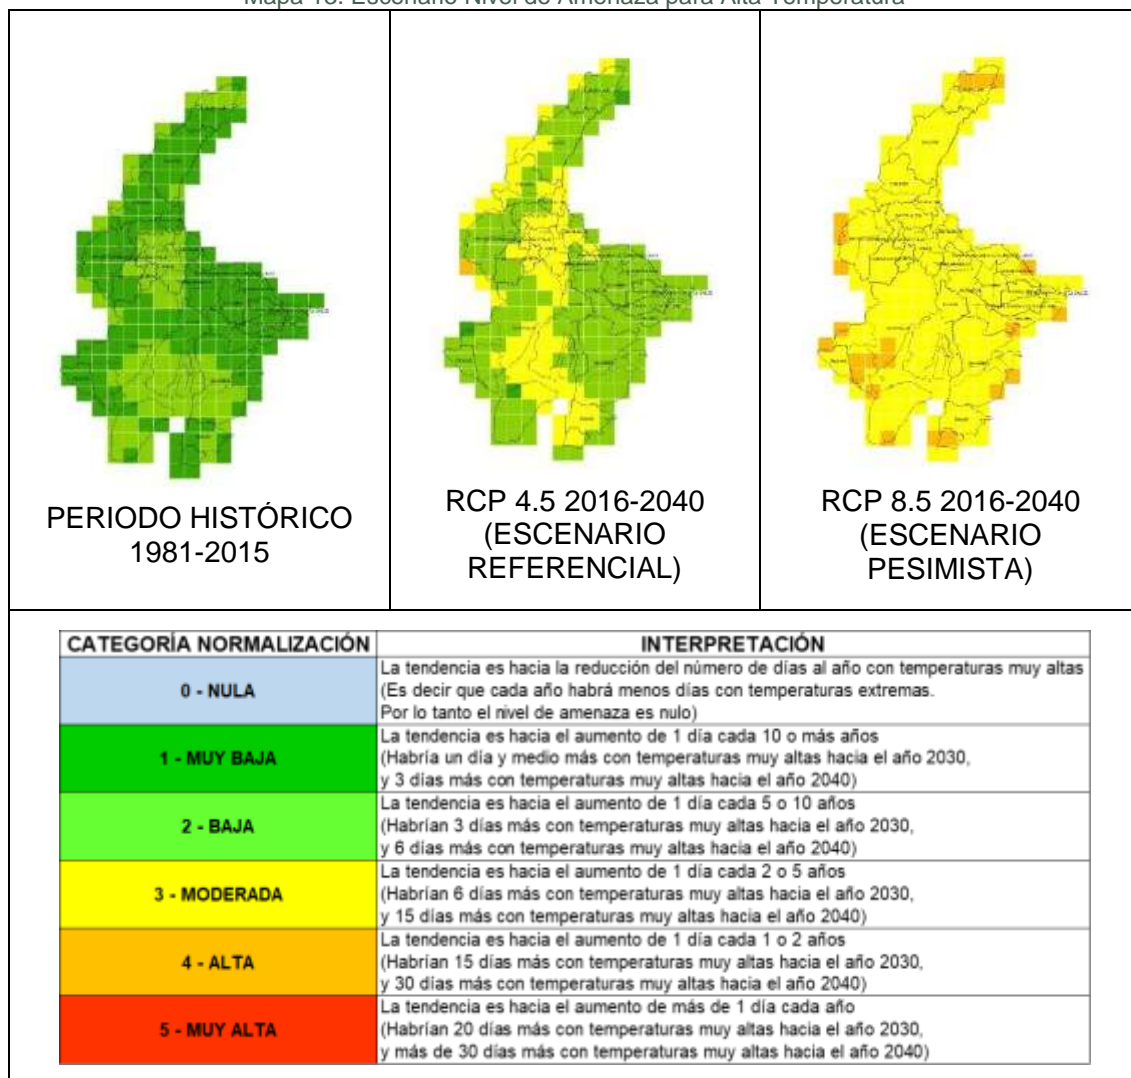 Mapa 13. Escenario Nivel de Amenaza para Alta Temperatura
PERIODO HISTÓRICO
1981-2015
RCP 4.5 2016-2040
(ESCENARIO
REFERENCIAL)
RCP 8.5 2016-2040
(ESCENARIO
PESIMISTA)
CATEGORÍA NORMALIZACIÓN
INTERPRETACIÓN
0 - NULA
La tendencia es hacia la reducción del número de días al año con temperaturas muy altas
(Es decir que cada año habrá menos días con temperaturas extremas.
Por lo tanto el nivel de amenaza es nulo)
1 - MUY BAJA
La tendencia es hacia el aumento de 1 día cada 10 o más años
(Habría un día y medio más con temperaturas muy altas hacia el año 2030,
y 3 días más con temperaturas muy altas hacia el año 2040)
2 - BAJA
La tendencia es hacia el aumento de 1 día cada 5 o 10 años
(Habrían 3 días más con temperaturas muy altas hacia el año 2030,
y 6 días más con temperaturas muy altas hacia el año 2040)
3 - MODERADA
La tendencia es hacia el aumento de 1 día cada 2 o 5 años
(Habrían 6 días más con temperaturas muy altas hacia el año 2030,
y 15 días más con temperaturas muy altas hacia el año 2040)
4 - ALTA
La tendencia es hacia el aumento de 1 día cada 1 o 2 años
(Habrían 15 días más con temperaturas muy altas hacia el año 2030,
y 30 días más con temperaturas muy altas hacia el año 2040)
5 - MUY ALTA
La tendencia es hacia el aumento de más de 1 día cada año
(Habrían 20 días más con temperaturas muy altas hacia el año 2030,
y más de 30 días más con temperaturas muy altas hacia el año 2040)